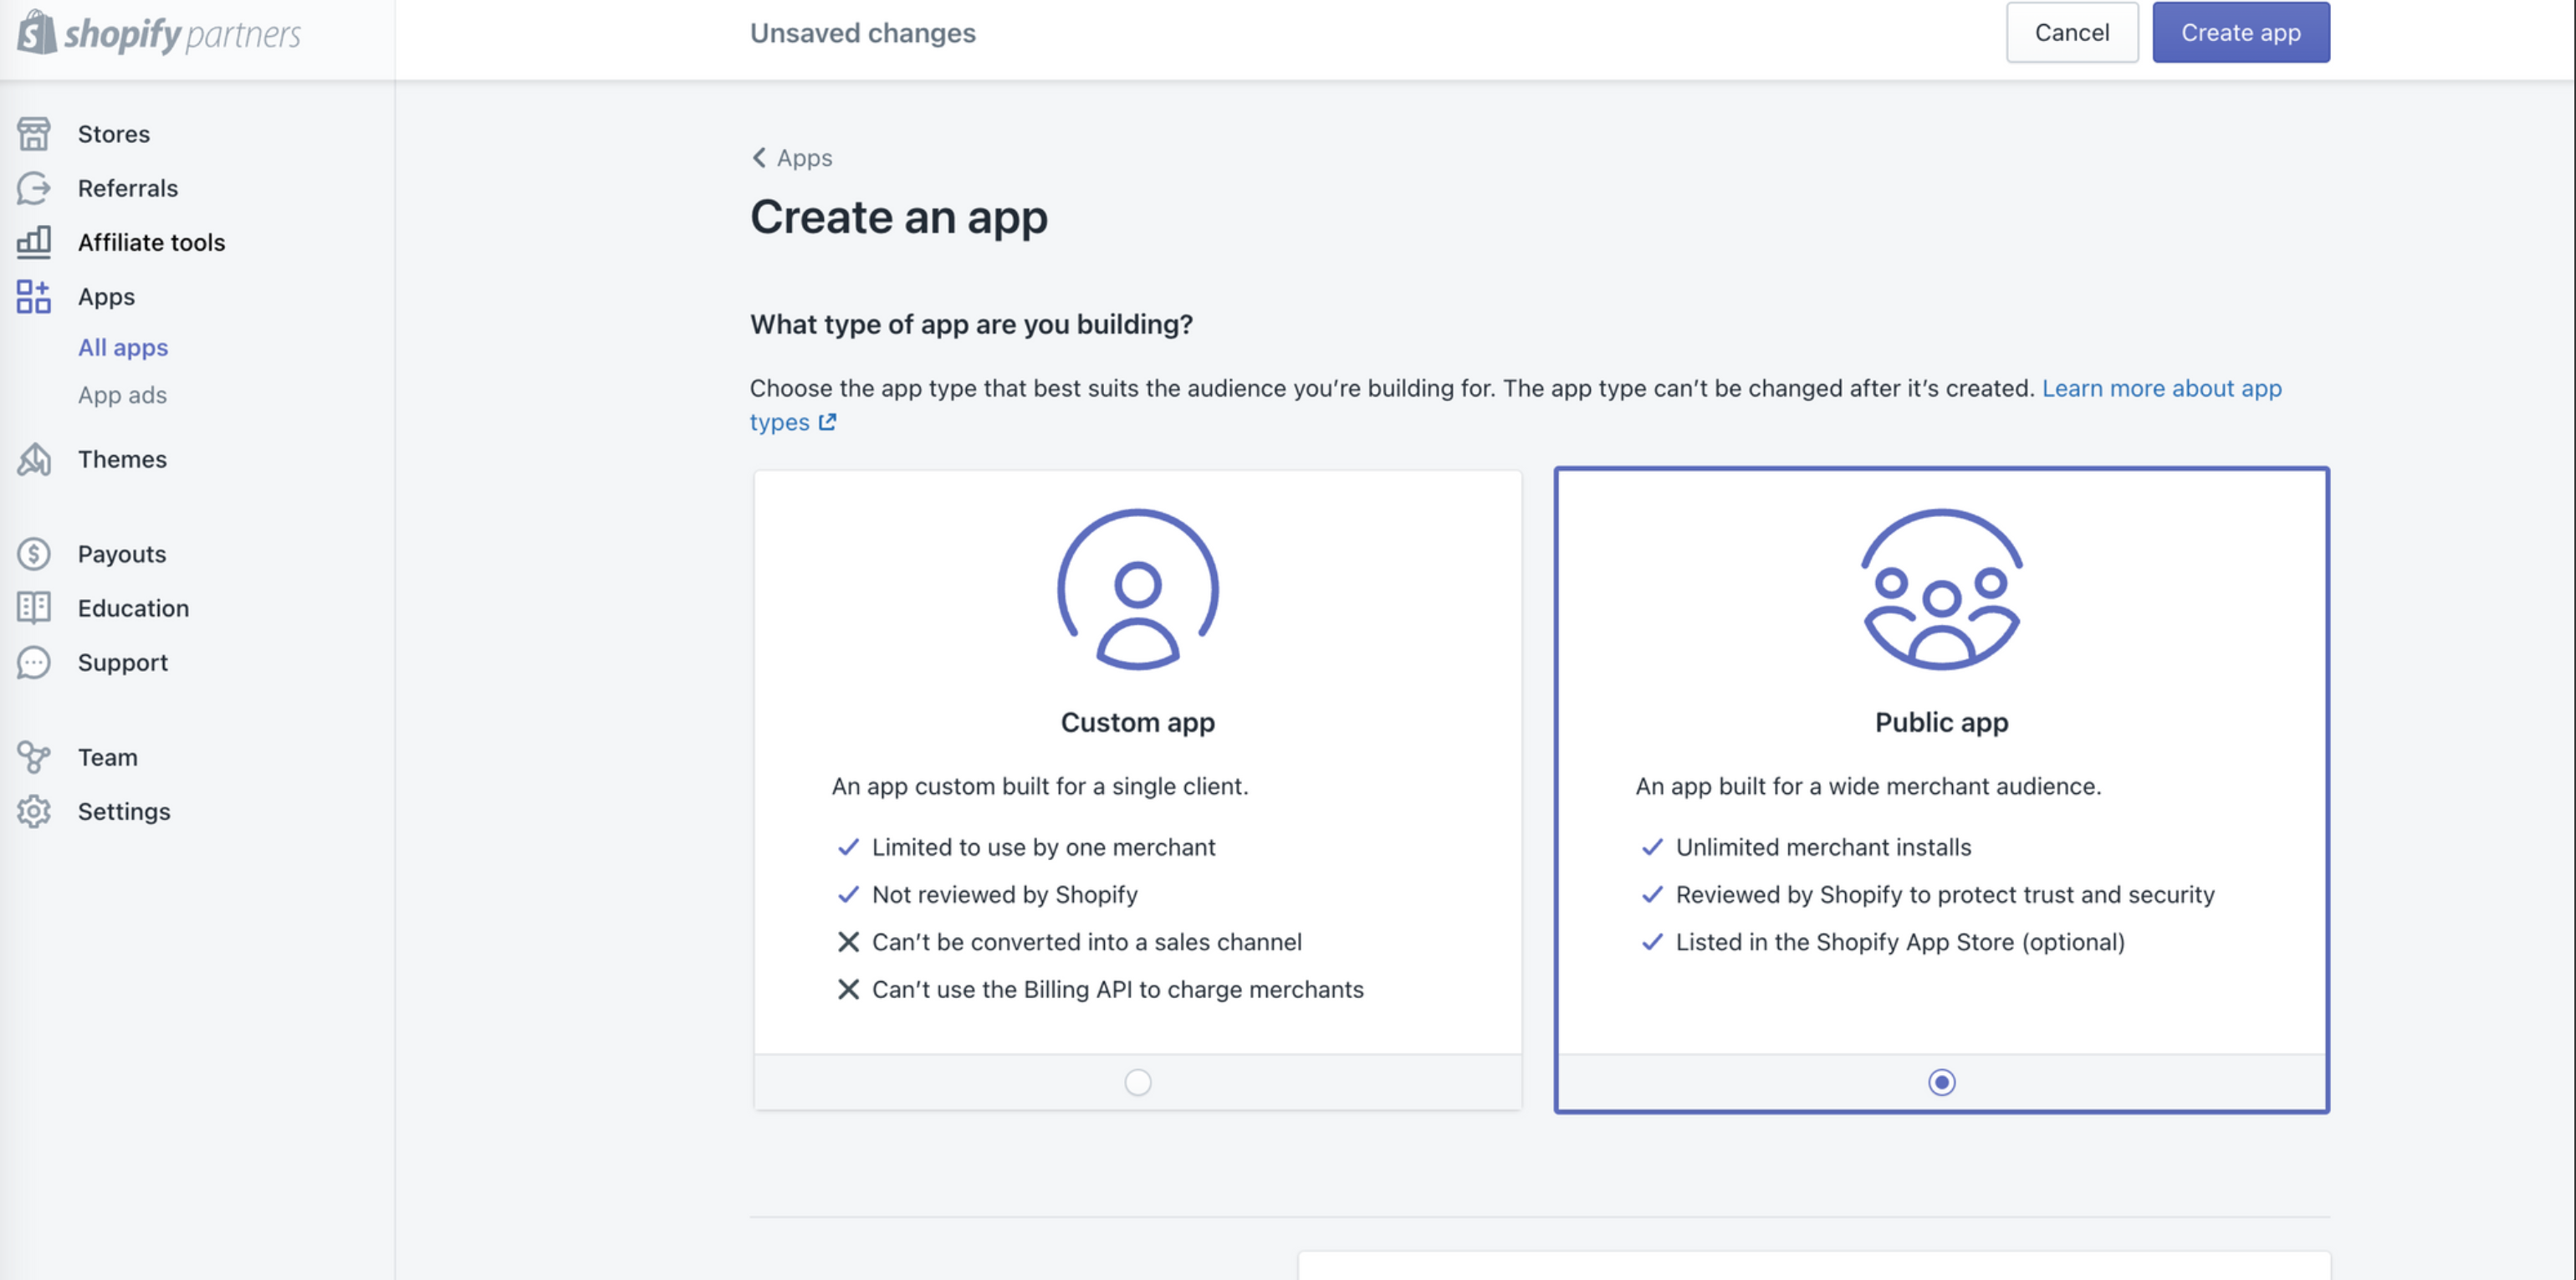 shopify partners
Unsaved changes
Cancel
Create app
Stores
Referrals
Affiliate tools
Apps
All apps
App ads
Themes
Payouts
Education
Support
Team
Settings
Apps
Create an app
What type of app are you building?
Choose the app type that best suits the audience you’re building for. The app type can’t be changed after it’s created. Learn more about app
types
Custom app
An app custom built for a single client.
Limited to use by one merchant
Not reviewed by Shopify
Can’t be converted into a sales channel
Can’t use the Billing API to charge merchants
Public app
An app built for a wide merchant audience.
Unlimited merchant installs
Reviewed by Shopify to protect trust and security
Listed in the Shopify App Store (optional)